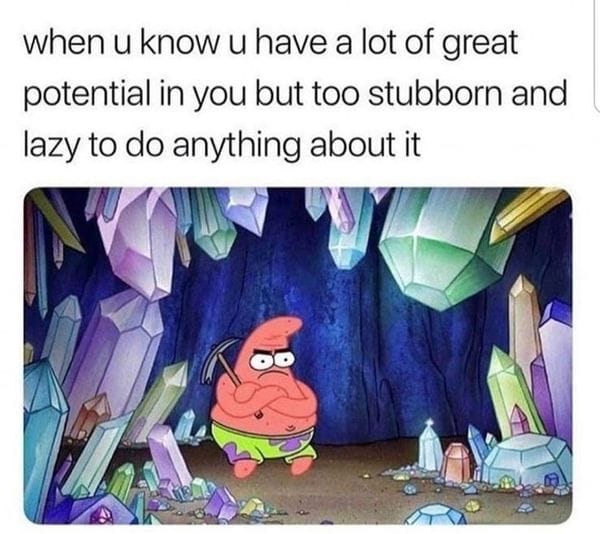 when u know u have a lot of great
potential in you but too stubborn and
lazy to do anything about it